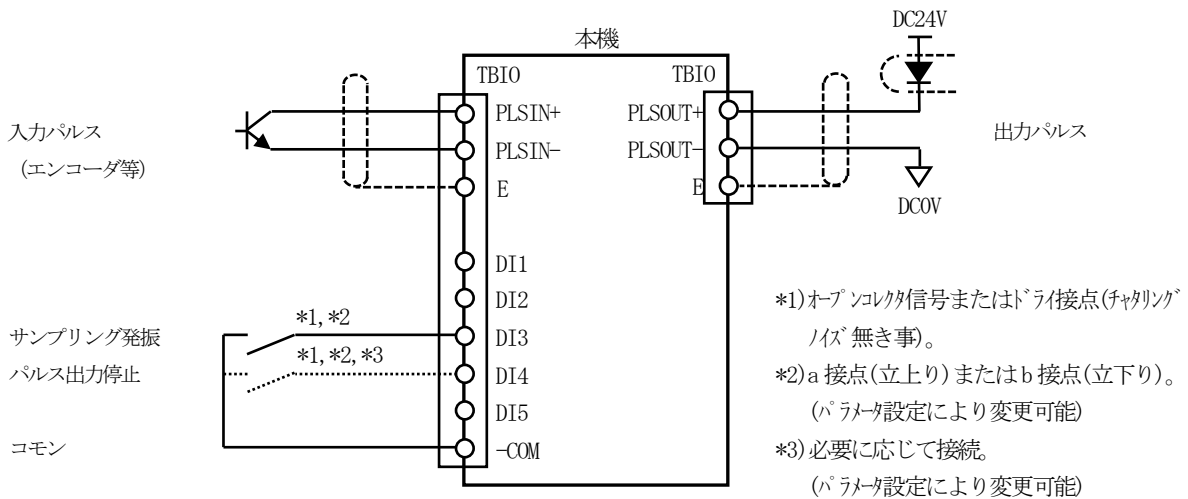 DC24V
本機
TBIO
TBIO
PLSIN+
PLSOUT+
入力パルス
出力パルス
PLSIN-
PLSOUT-
(エンコーダ等)
E
E
DC0V
DI1
DI2
*1)オープンコレクタ信号またはドライ接点(チャタリング
*1,*2
サンプリング発振
DI3
ノイズ無き事)。
*1,*2,*3
パルス出力停止
DI4
*2)a接点(立上り)またはb接点(立下り)。
DI5
(パラメータ設定により変更可能)
コモン
-COM
*3)必要に応じて接続。
(パラメータ設定により変更可能)